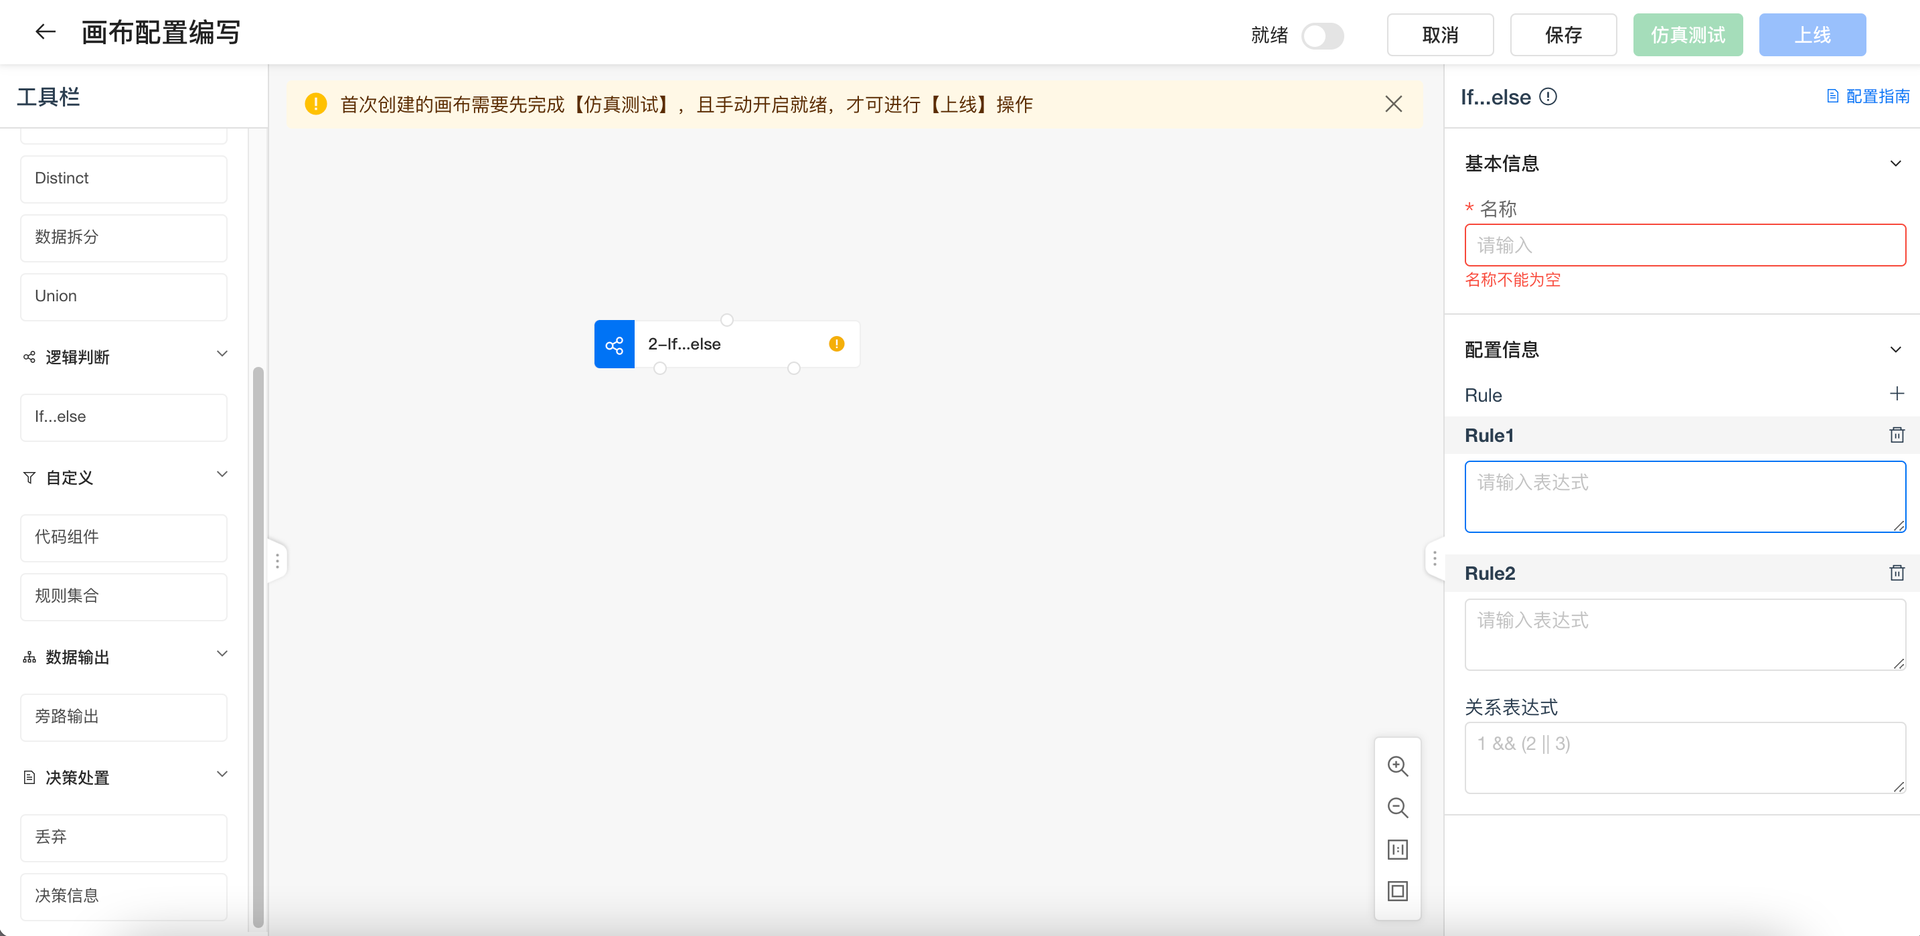 画布配置编写
就绪
取消
保存
仿真测试
上线
工具栏
Distinct
数据拆分
Union
逻辑判断
If...else
自定义
代码组件
规则集合
数据输出
旁路输出
决策处置
丢弃
决策信息
首次创建的画布需要先完成【仿真测试】，且手动开启就绪，才可进行【上线】操作
2-If...else
If...else
配置指南
基本信息
* 名称
请输入
名称不能为空
配置信息
Rule
Rule1
请输入表达式
Rule2
请输入表达式
关系表达式
1 && (2 || 3)